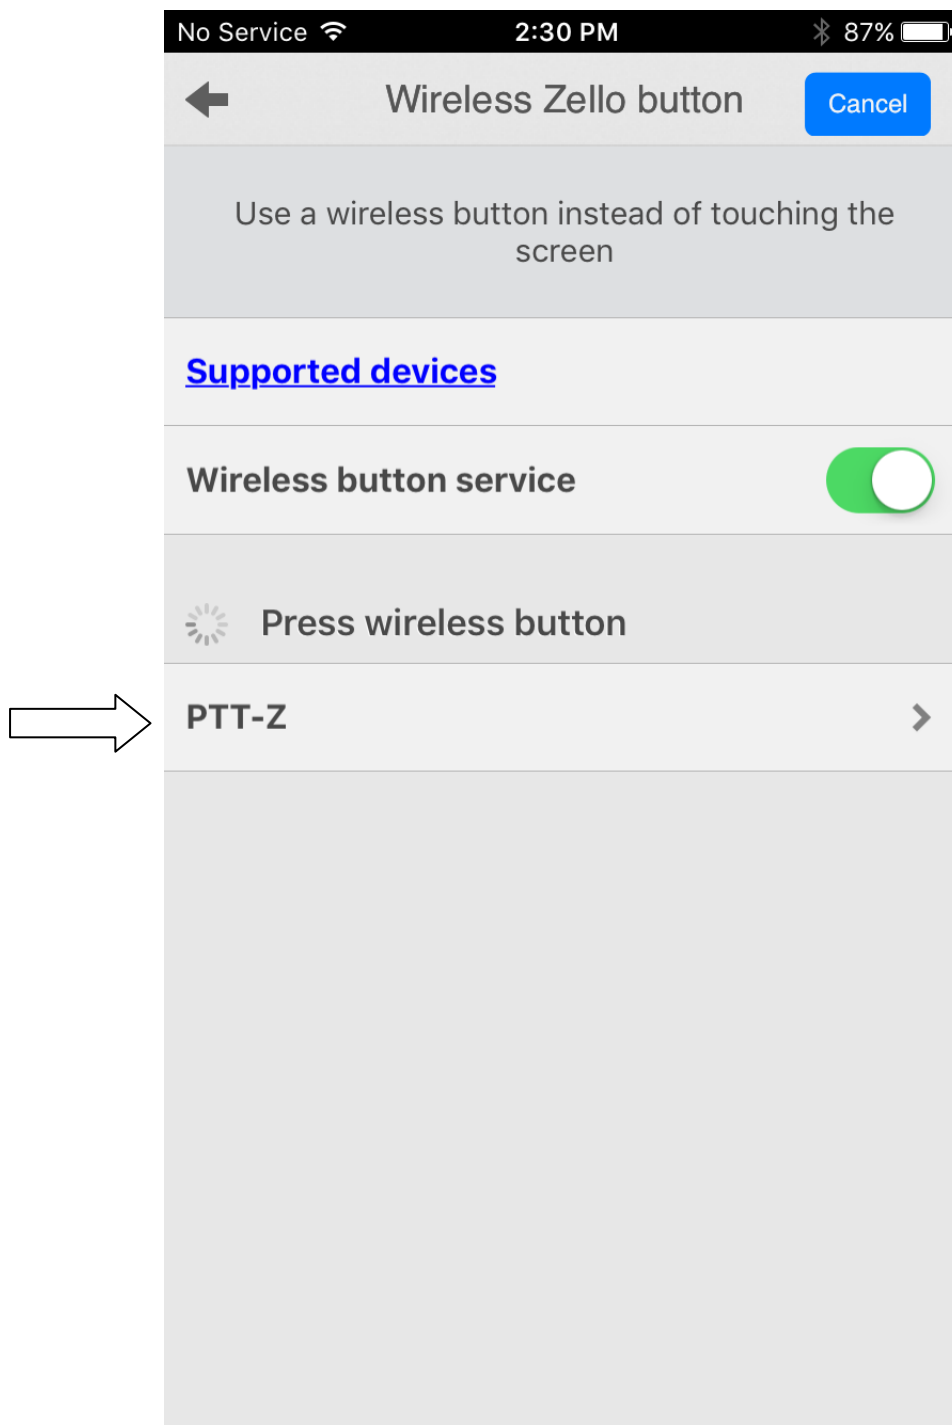 No Service 2:30 PM 87%
Wireless Zello button Cancel
Use a wireless button instead of touching the
screen
Supported devices
Wireless button service
Press wireless button
PTT-Z